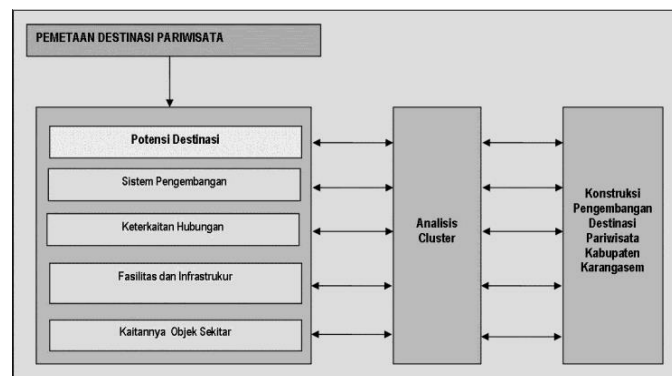 PEMETAAN DESTINASI PARIWISATA
Potensi Destinasi
Sistem Pengembangan
Keterkaitan Hubungan
Fasilitas dan Infrastrukur
Kaitannya Objek Sekitar
Analisis
Cluster
Konstruksi
Pengembangan
Destinasi
Pariwisata
Kabupaten
Karangasem